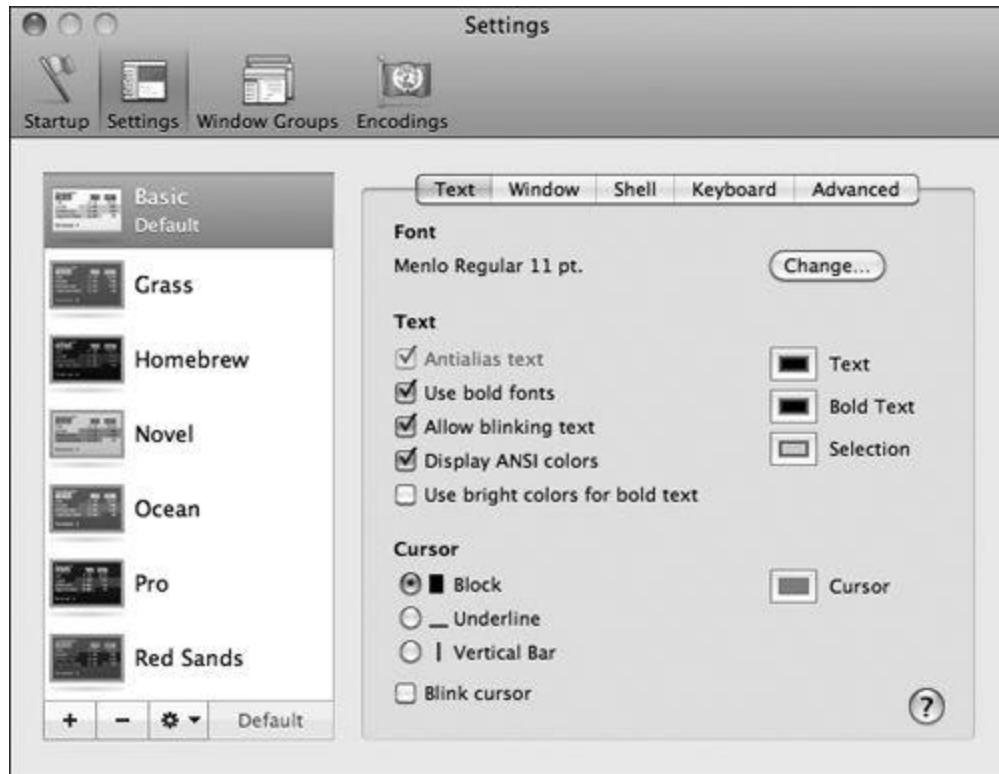 Settings
Startup Settings Window Groups Encodings
Basic
Default
Grass
Homebrew
Novel
Ocean
Pro
Red Sands
+ − Default
Text Window Shell Keyboard Advanced
Font
Menlo Regular 11 pt.
Change...
Text
Antialias text
Use bold fonts
Allow blinking text
Display ANSI colors
Use bright colors for bold text
Text
Bold Text
Selection
Cursor
Block
Underline
Vertical Bar
Blink cursor
Cursor
?